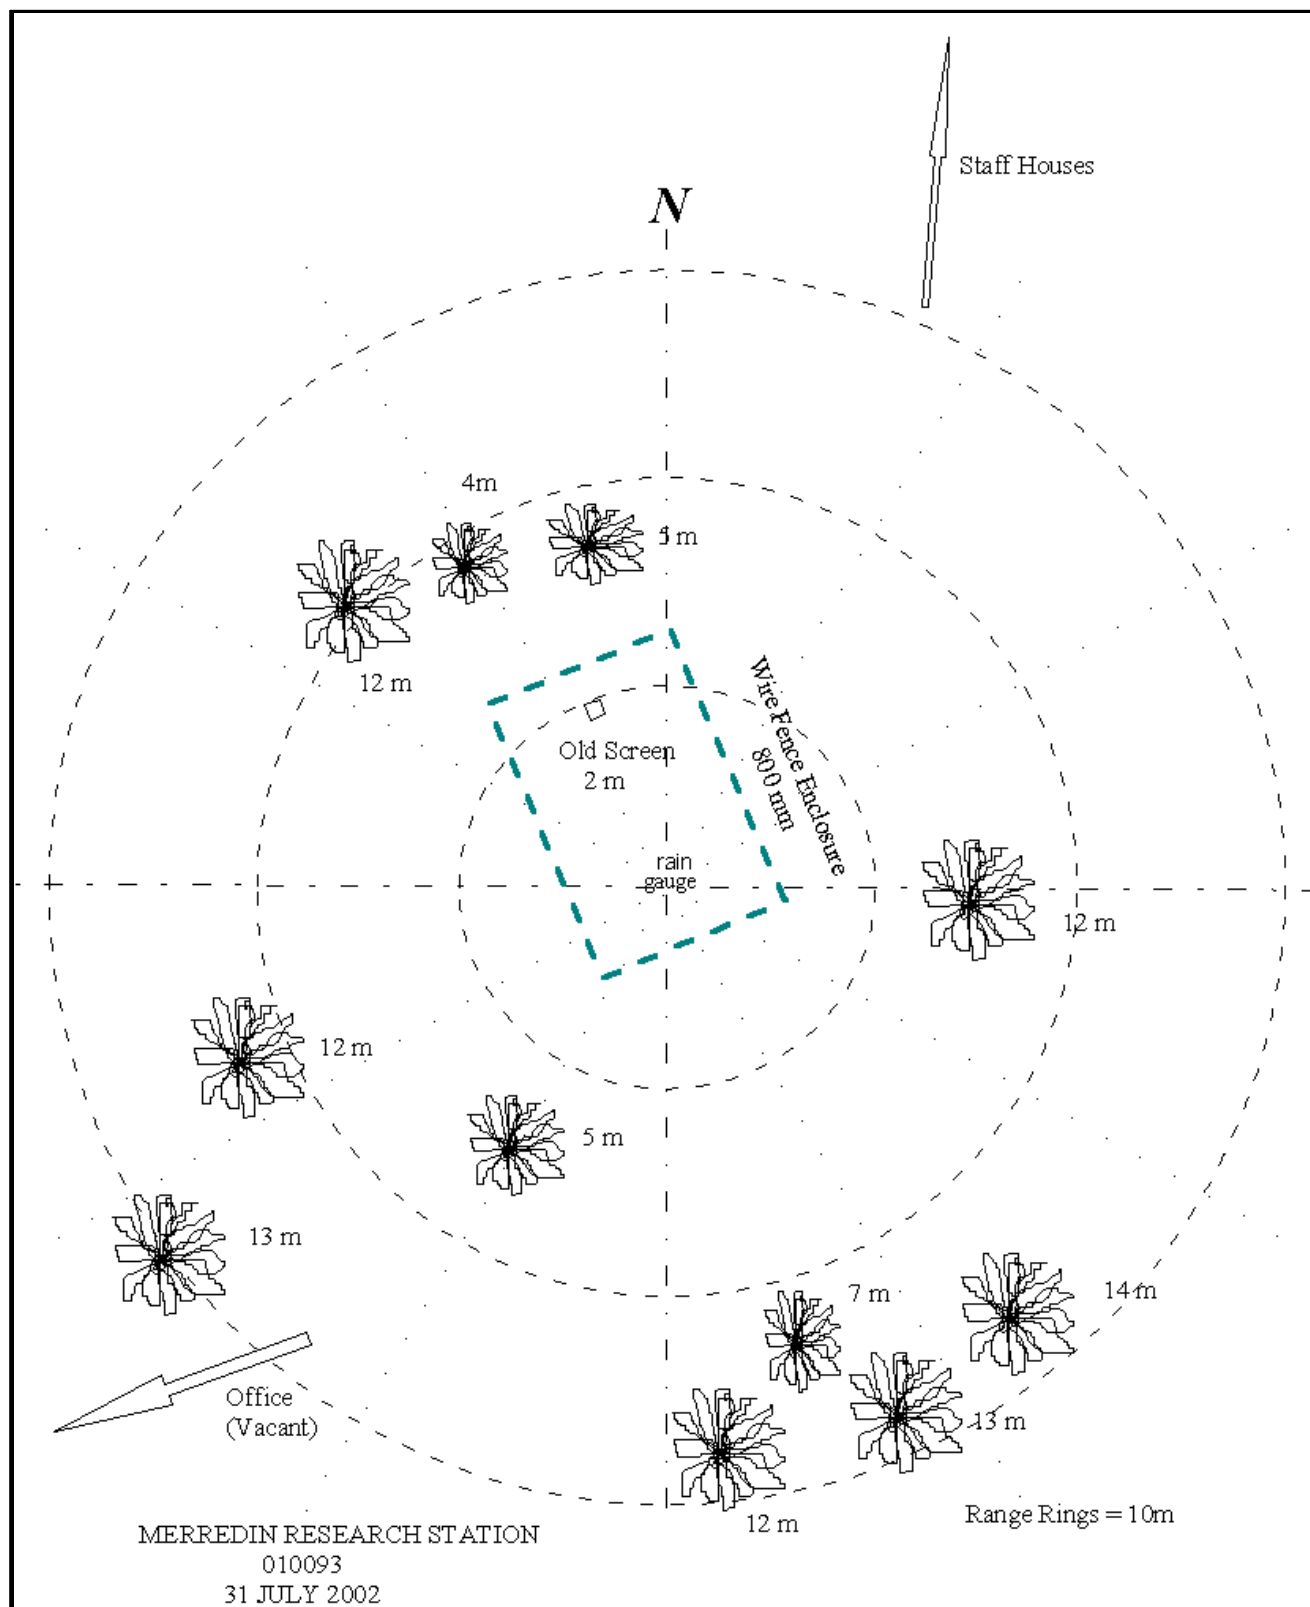 Staff Houses
N
4m
5 m
12 m
Wire Fence Enclosure
800 mm
Old Screen
2 m
rain
gauge
12 m
12 m
5 m
13 m
7 m
14 m
Office
(Vacant)
13 m
12 m
Range Rings = 10m
MERREDIN RESEARCH STATION
010093
31 JULY 2002